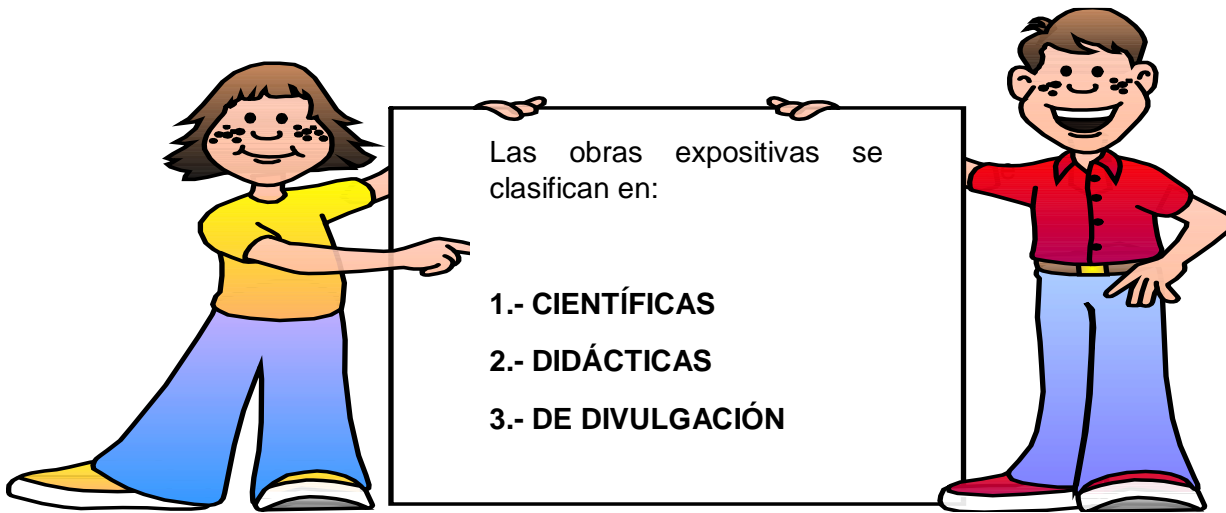 Las obras expositivas se
clasifican en:
1.- CIENTÍFICAS
2.- DIDÁCTICAS
3.- DE DIVULGACIÓN